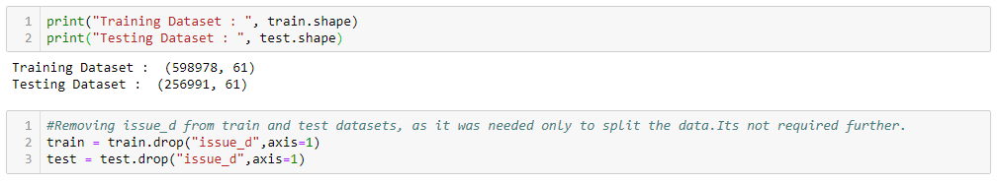 1 print("Training Dataset : ", train.shape)
2 print("Testing Dataset : ", test.shape)
Training Dataset :  (598978, 61)
Testing Dataset :  (256991, 61)
1 #Removing issue_d from train and test datasets, as it was needed only to split the data.Its not required further.
2 train = train.drop("issue_d",axis=1)
3 test = test.drop("issue_d",axis=1)